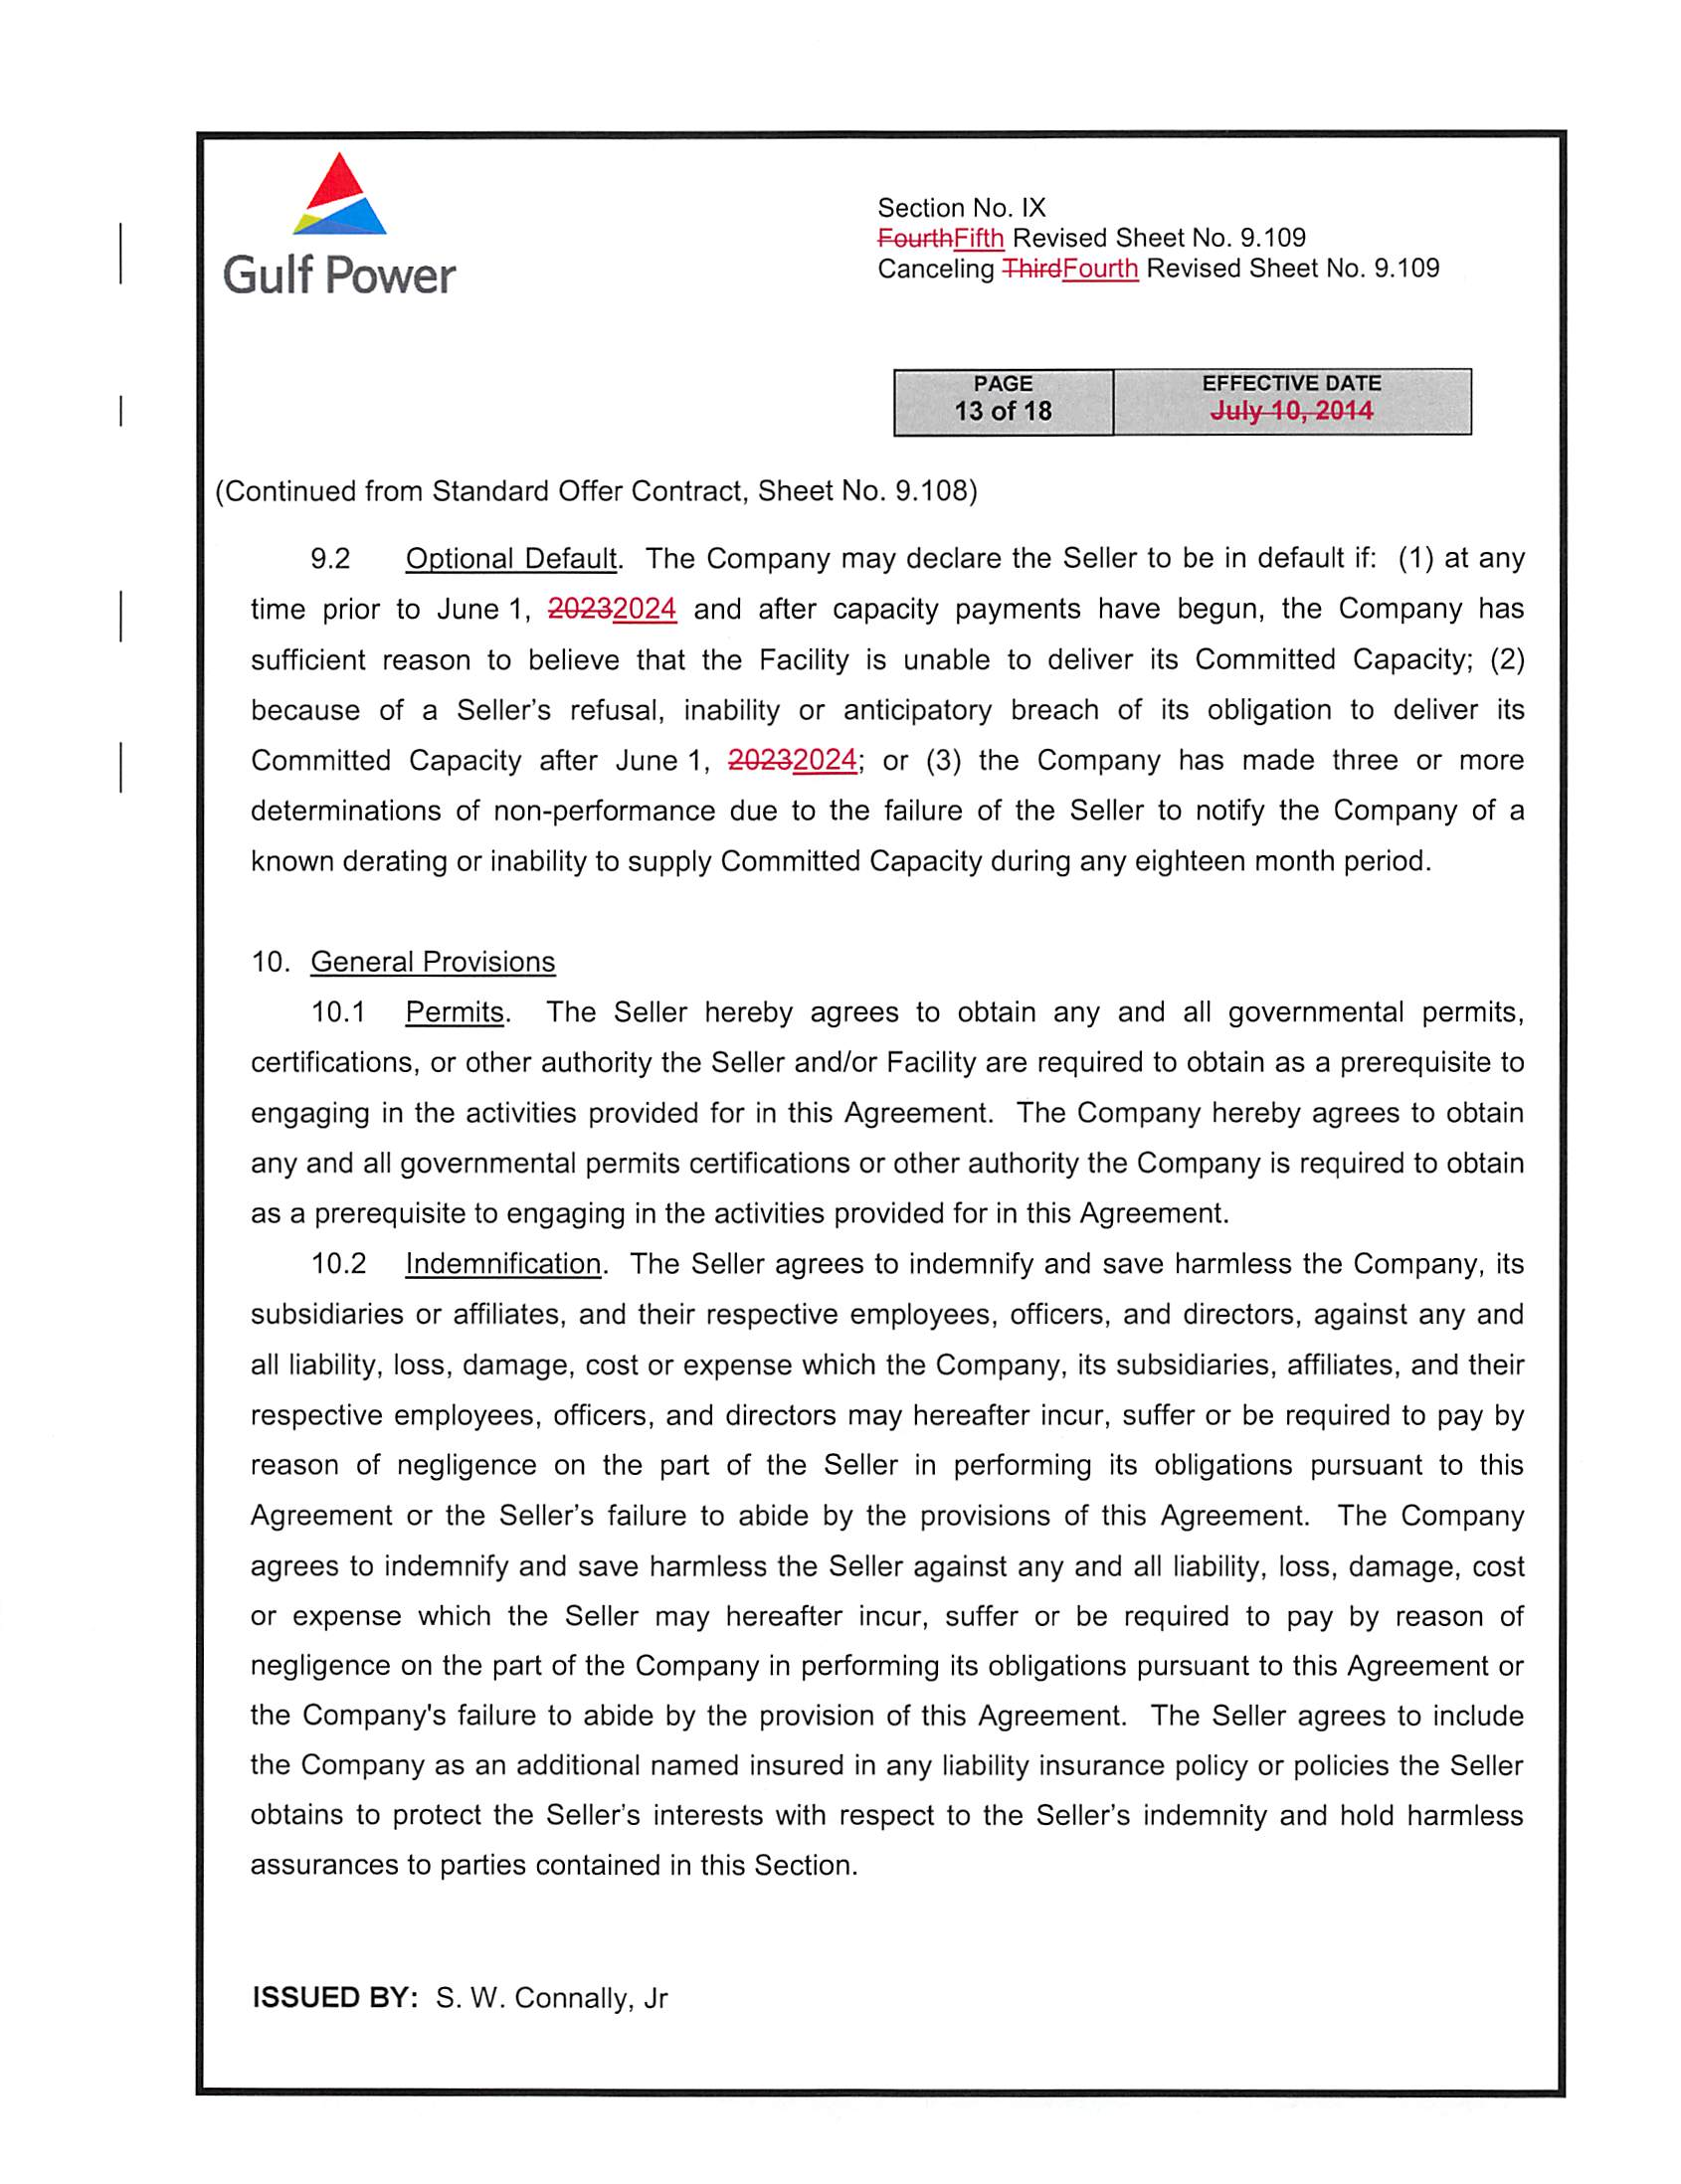 Gulf Power
Section No. IX
FourthFifth Revised Sheet No. 9.109
Canceling ThirdFourth Revised Sheet No. 9.109
PAGE
13 of 18
EFFECTIVE DATE
July 10, 2014
(Continued from Standard Offer Contract, Sheet No. 9.108)
9.2 Optional Default. The Company may declare the Seller to be in default if: (1) at any
time prior to June 1, 20232024 and after capacity payments have begun, the Company has
sufficient reason to believe that the Facility is unable to deliver its Committed Capacity; (2)
because of a Seller’s refusal, inability or anticipatory breach of its obligation to deliver its
Committed Capacity after June 1, 20232024; or (3) the Company has made three or more
determinations of non-performance due to the failure of the Seller to notify the Company of a
known derating or inability to supply Committed Capacity during any eighteen month period.
10. General Provisions
10.1 Permits. The Seller hereby agrees to obtain any and all governmental permits,
certifications, or other authority the Seller and/or Facility are required to obtain as a prerequisite to
engaging in the activities provided for in this Agreement. The Company hereby agrees to obtain
any and all governmental permits certifications or other authority the Company is required to obtain
as a prerequisite to engaging in the activities provided for in this Agreement.
10.2 Indemnification. The Seller agrees to indemnify and save harmless the Company, its
subsidiaries or affiliates, and their respective employees, officers, and directors, against any and
all liability, loss, damage, cost or expense which the Company, its subsidiaries, affiliates, and their
respective employees, officers, and directors may hereafter incur, suffer or be required to pay by
reason of negligence on the part of the Seller in performing its obligations pursuant to this
Agreement or the Seller’s failure to abide by the provisions of this Agreement. The Company
agrees to indemnify and save harmless the Seller against any and all liability, loss, damage, cost
or expense which the Seller may hereafter incur, suffer or be required to pay by reason of
negligence on the part of the Company in performing its obligations pursuant to this Agreement or
the Company's failure to abide by the provision of this Agreement. The Seller agrees to include
the Company as an additional named insured in any liability insurance policy or policies the Seller
obtains to protect the Seller’s interests with respect to the Seller’s indemnity and hold harmless
assurances to parties contained in this Section.
ISSUED BY: S. W. Connally, Jr